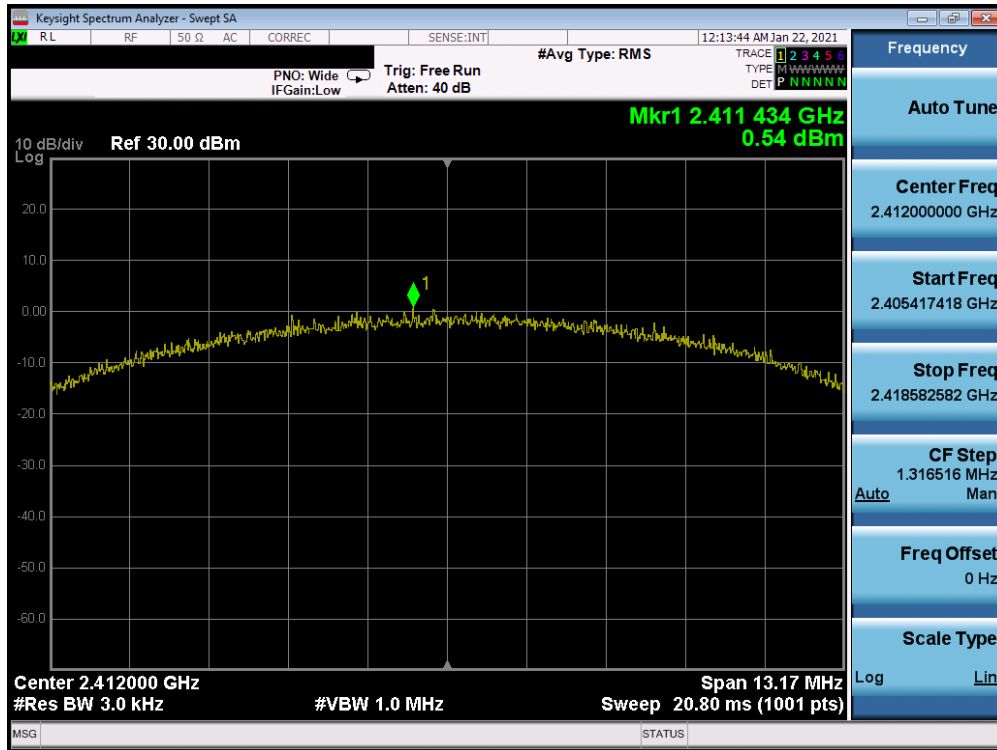 Keysight Spectrum Analyzer - Swept SA
LXI RL RF 50 Ω AC CORREC SENSE:INT 12:13:44 AM Jan 22, 2021
PNO: Wide
IFGain:Low
Trig: Free Run
Atten: 40 dB
#Avg Type: RMS
TRACE 1 2 3 4 5 6
TYPE M W W W W W
DET P N N N N N
Mkr1 2.411 434 GHz
0.54 dBm
10 dB/div
Log
Ref 30.00 dBm
20.0
10.0
0.00
-10.0
-20.0
-30.0
-40.0
-50.0
-60.0
1
Center 2.412000 GHz
#Res BW 3.0 kHz
#VBW 1.0 MHz
Span 13.17 MHz
Sweep 20.80 ms (1001 pts)
MSG
STATUS
Frequency
Auto Tune
Center Freq
2.412000000 GHz
Start Freq
2.405417418 GHz
Stop Freq
2.418582582 GHz
CF Step
1.316516 MHz
Auto Man
Freq Offset
0 Hz
Scale Type
Log Lin